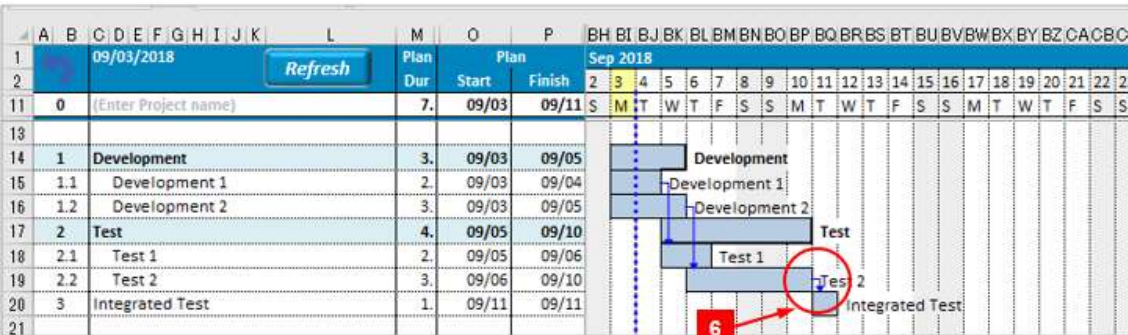 A B C D E F G H I J K L M O P BH BI BJ BK BL BM BN BO BP BQ BR BS BT BU BV BW BX BY BZ CA CB C
1 09/03/2018 Refresh Plan Plan Sep 2018
2 Dur Start Finish 2 3 4 5 6 7 8 9 10 11 12 13 14 15 16 17 18 19 20 21 22 2
11 0 (Enter Project name) 7. 09/03 09/11 S M T W T F S S M T W T F S S M T W T F S S
13
14 1 Development 3. 09/03 09/05 Development
15 1.1 Development 1 2. 09/03 09/04 Development 1
16 1.2 Development 2 3. 09/03 09/05 Development 2
17 2 Test 4. 09/05 09/10 Test
18 2.1 Test 1 2. 09/05 09/06 Test 1
19 2.2 Test 2 3. 09/06 09/10 Test 2
20 3 Integrated Test 1. 09/11 09/11 Integrated Test
21 6